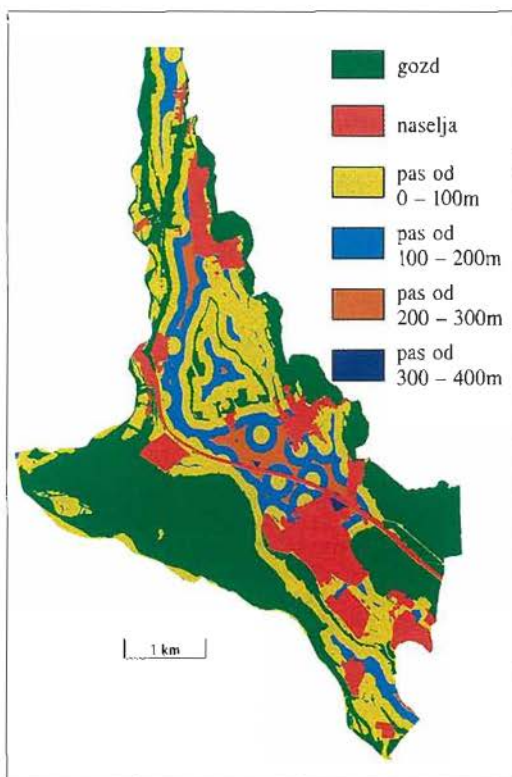 gozd
naselja
pas od
0 – 100m
pas od
100 – 200m
pas od
200 – 300m
pas od
300 – 400m
1 km